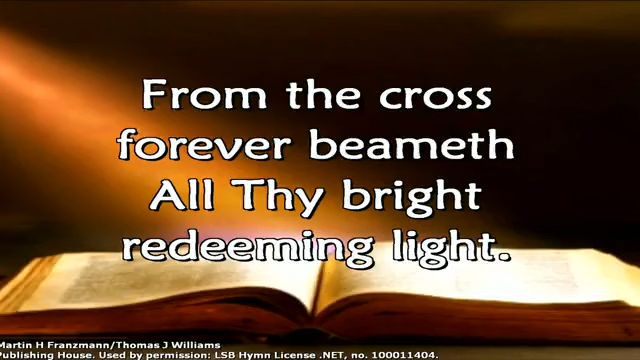 From the cross
forever beameth
All Thy bright
redeeming light.
Martin H Franzmann/Thomas J Williams
Publishing House. Used by permission: LSB Hymn License .NET, no. 100011404.